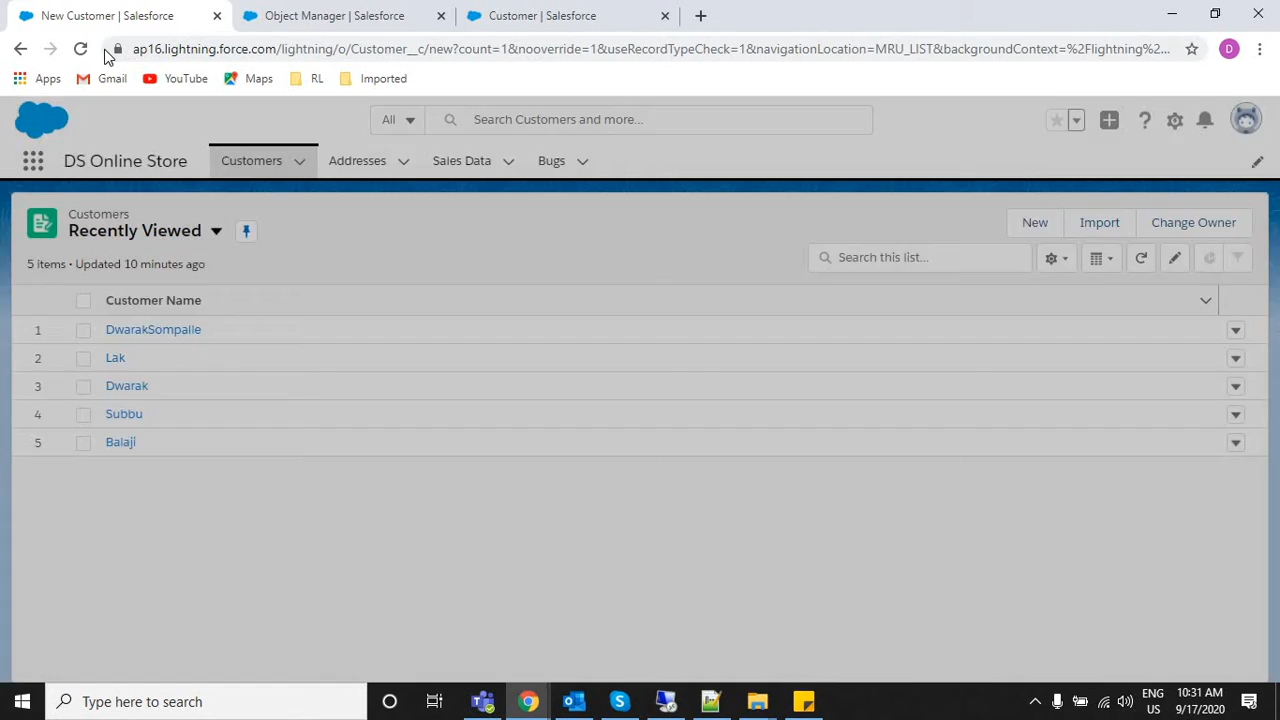 New Customer | Salesforce
Object Manager | Salesforce
Customer | Salesforce
ap16.lightning.force.com/lightning/o/Customer__c/new?count=1&nooverride=1&useRecordTypeCheck=1&navigationLocation=MRU_LIST&backgroundContext=%2Flightning%2...
D
Apps
Gmail
YouTube
Maps
RL
Imported
All
Search Customers and more...
DS Online Store
Customers
Addresses
Sales Data
Bugs
Customers
Recently Viewed
New
Import
Change Owner
5 items • Updated 10 minutes ago
Search this list...
Customer Name
1 DwarakSompalle
2 Lak
3 Dwarak
4 Subbu
5 Balaji
Type here to search
ENG
US
10:31 AM
9/17/2020